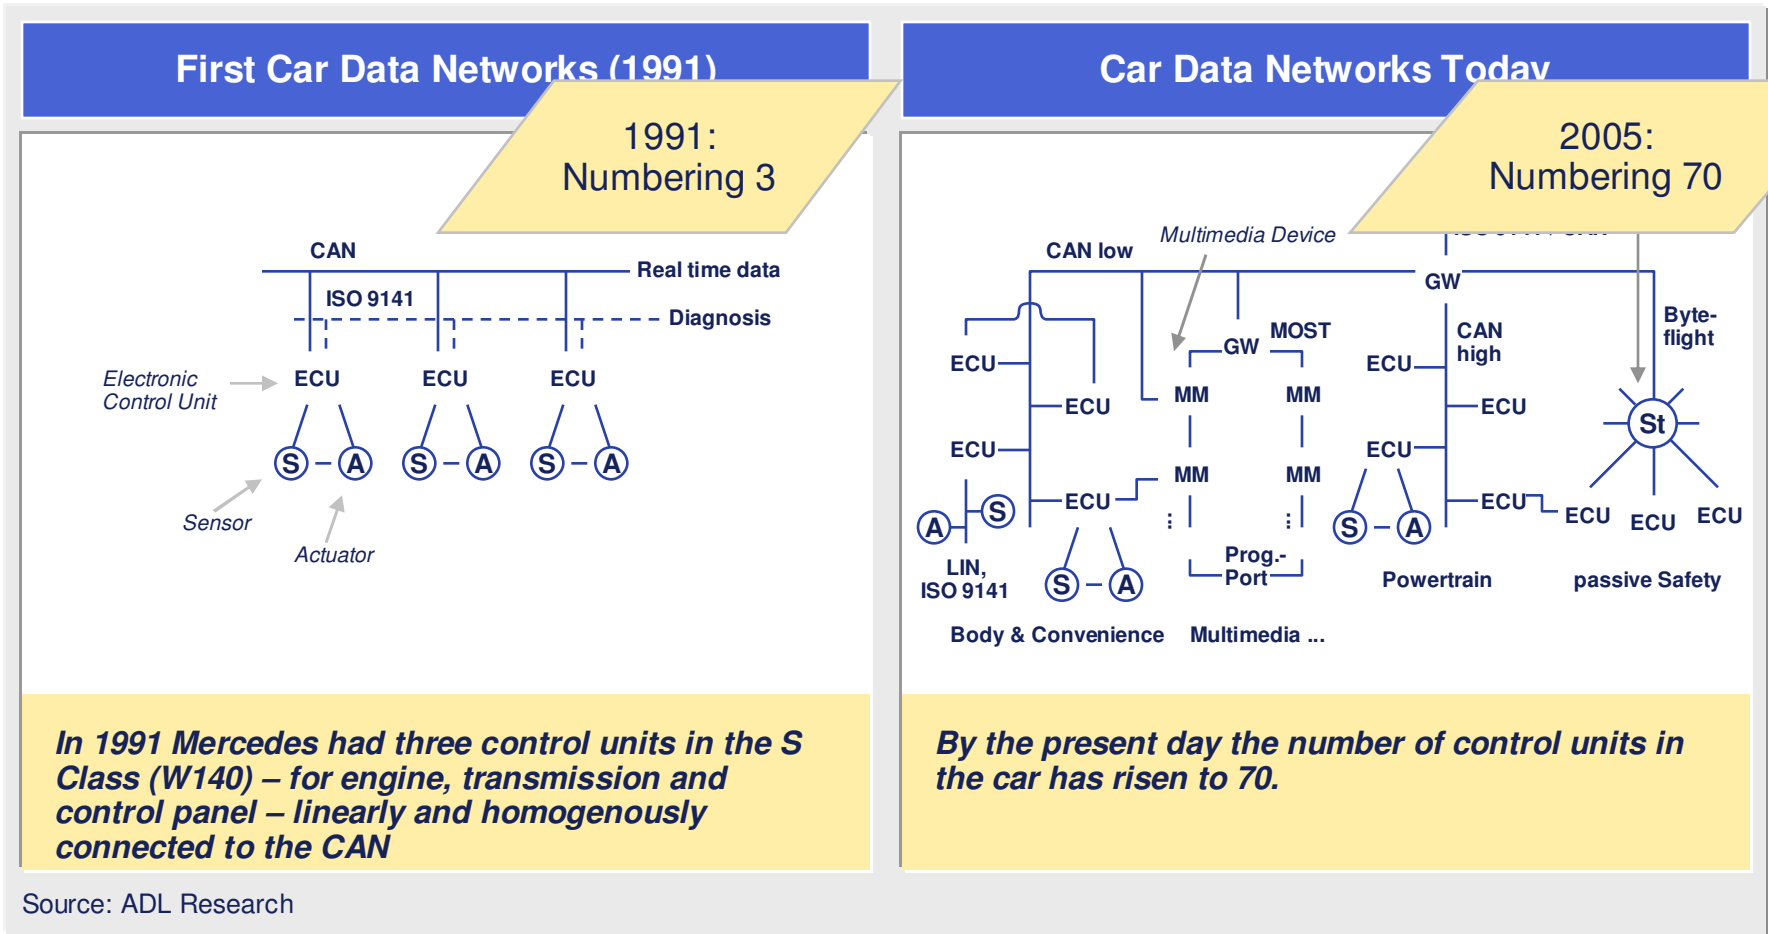 First Car Data Networks (1991)
1991:
Numbering 3
CAN
Real time data
ISO 9141
Diagnosis
Electronic
Control Unit
ECU
ECU
ECU
S
A
S
A
S
A
Sensor
Actuator
In 1991 Mercedes had three control units in the S
Class (W140) – for engine, transmission and
control panel – linearly and homogenously
connected to the CAN
Car Data Networks Today
2005:
Numbering 70
Multimedia Device
CAN low
GW
Byte-
flight
MOST
CAN
high
GW
ECU
ECU
MM
MM
ECU
ECU
ECU
St
ECU
MM
MM
ECU
ECU
ECU
ECU
ECU
ECU
A
S
...
...
S
A
LIN,
ISO 9141
S
A
Prog.-
Port
Powertrain
passive Safety
Body & Convenience
Multimedia ...
By the present day the number of control units in
the car has risen to 70.
Source: ADL Research